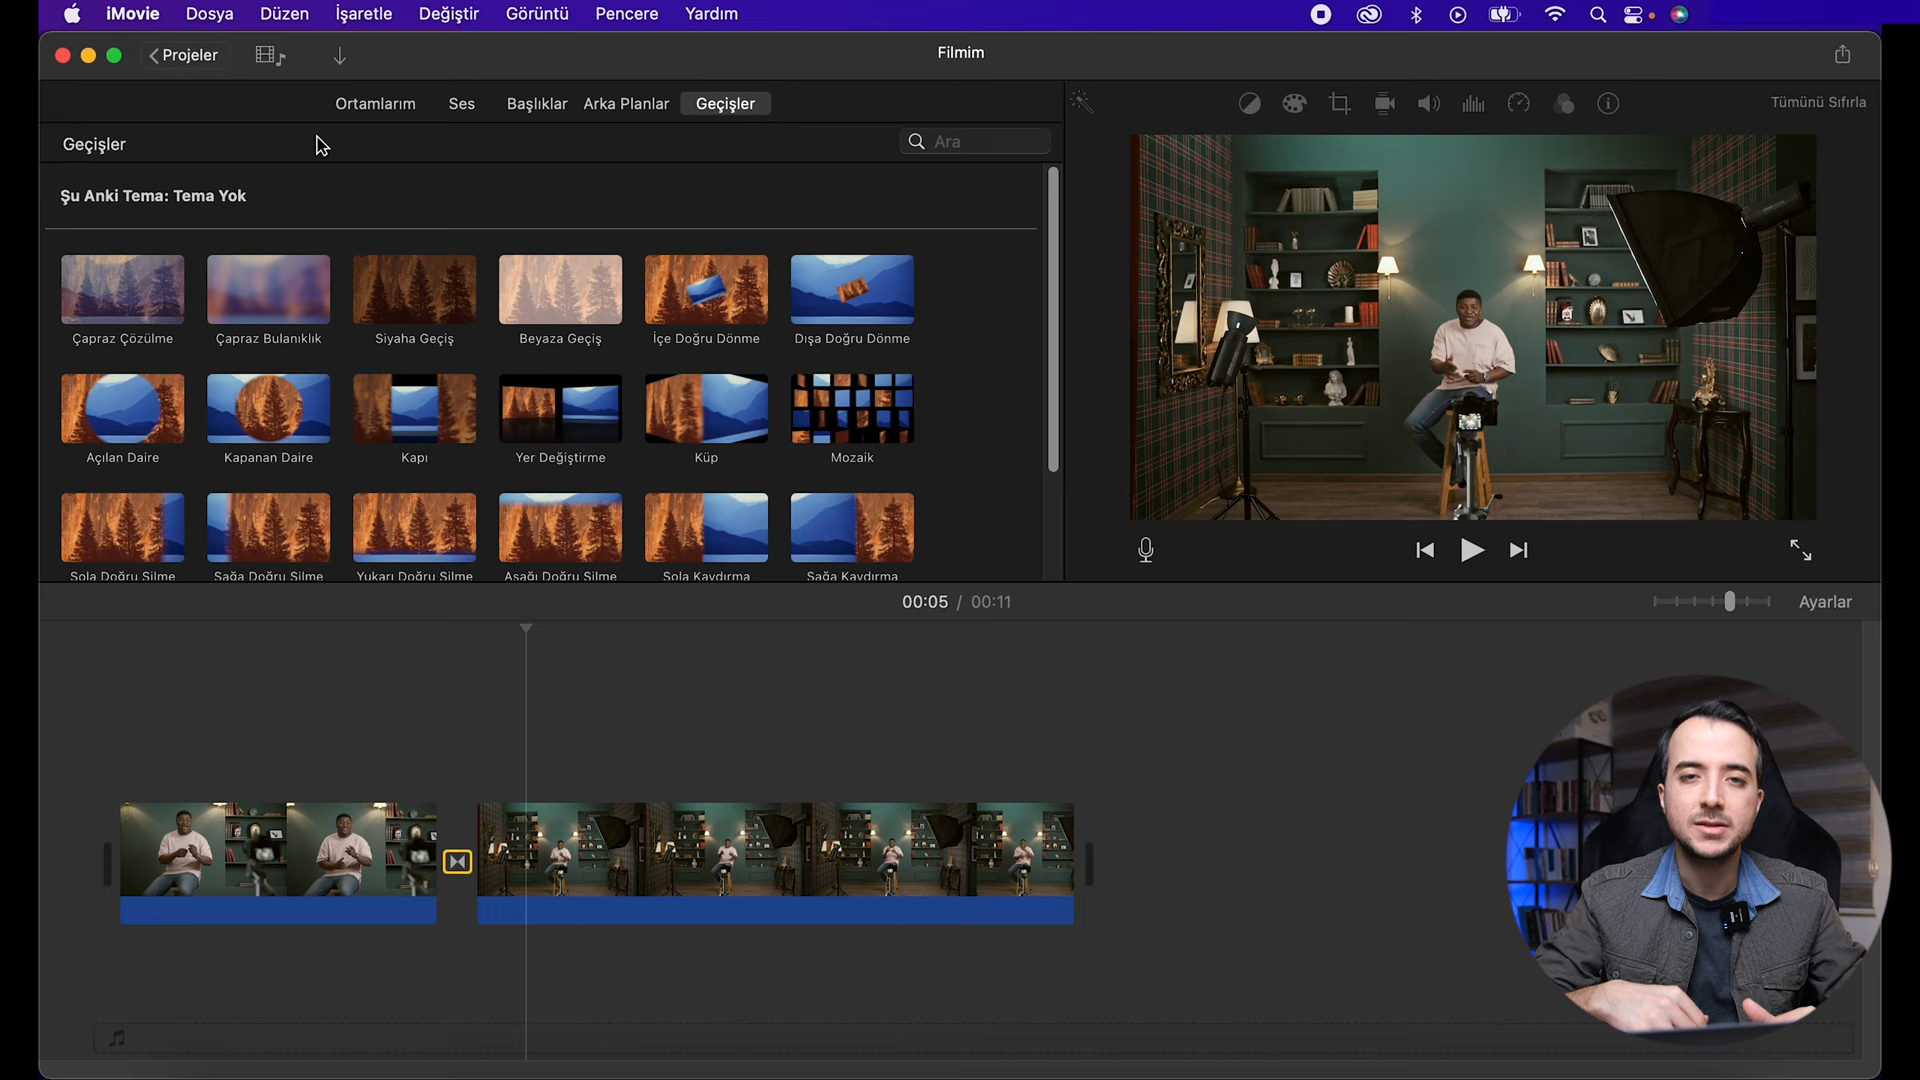 iMovie Dosya Düzen İşaretle Değiştir Görüntü Pencere Yardım
Projeler
Filmim
Ortamlarım Ses Başlıklar Arka Planlar Geçişler
Tümünü Sıfırla
Geçişler
Ara
Şu Anki Tema: Tema Yok
Çapraz Çözülme Çapraz Bulanıklık Siyaha Geçiş Beyaza Geçiş İçe Doğru Dönme Dışa Doğru Dönme
Açılan Daire Kapanan Daire Kapı Yer Değiştirme Küp Mozaik
Sola Doğru Silme Sağa Doğru Silme Yukarı Doğru Silme Aşağı Doğru Silme Sola Kaydırma Sağa Kaydırma
00:05 / 00:11
Ayarlar